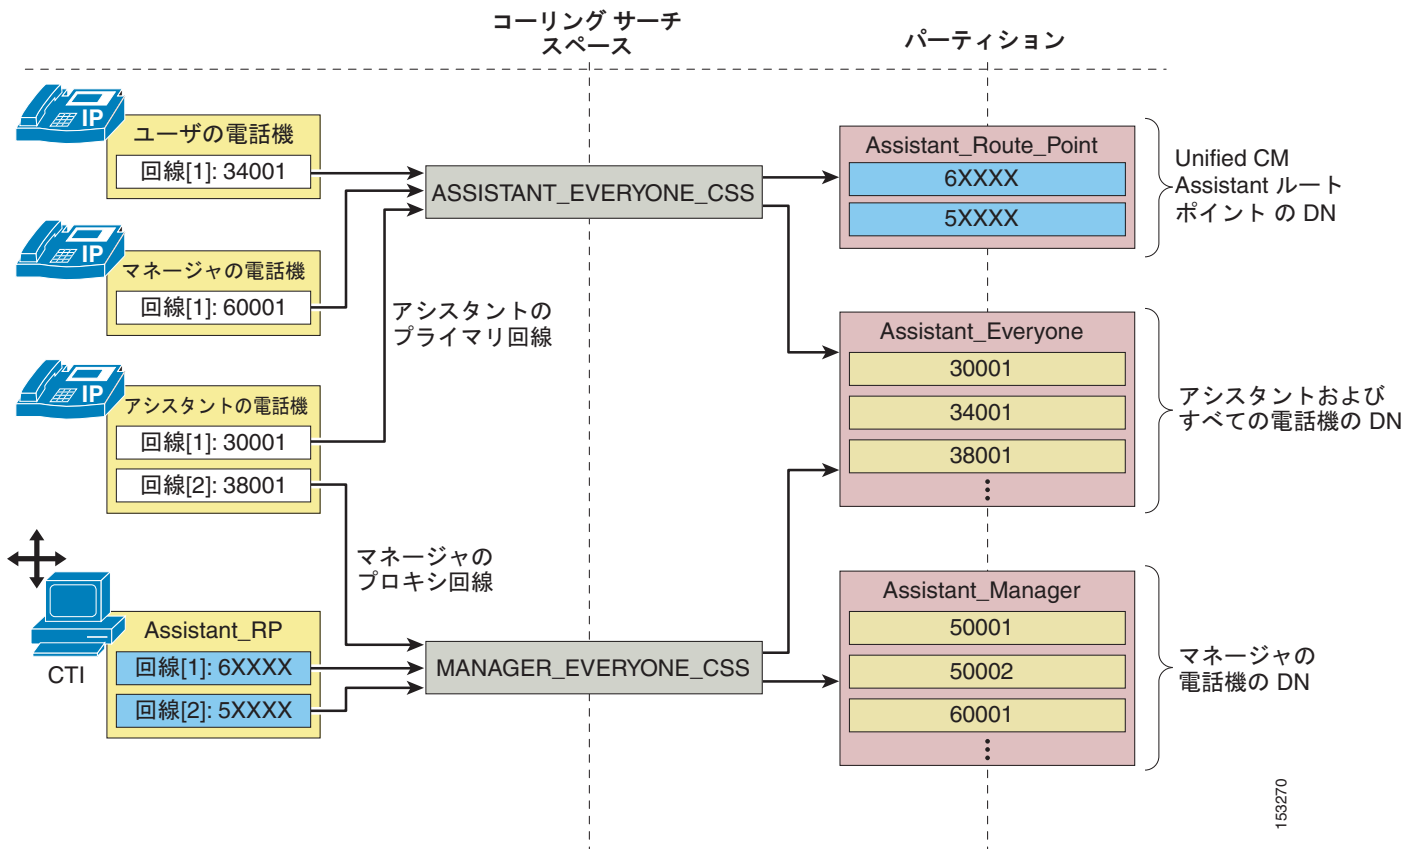 コーリング サーチ
スペース
パーティション
IP
ユーザの電話機
回線[1]: 34001
IP
マネージャの電話機
回線[1]: 60001
IP
アシスタントの電話機
回線[1]: 30001
回線[2]: 38001
CTI
Assistant_RP
回線[1]: 6XXXX
回線[2]: 5XXXX
アシスタントの
プライマリ回線
マネージャの
プロキシ回線
ASSISTANT_EVERYONE_CSS
MANAGER_EVERYONE_CSS
Assistant_Route_Point
6XXXX
5XXXX
Unified CM
Assistant ルート
ポイント の DN
Assistant_Everyone
30001
34001
38001
アシスタントおよび
すべての電話機の DN
Assistant_Manager
50001
50002
60001
マネージャの
電話機の DN
153270